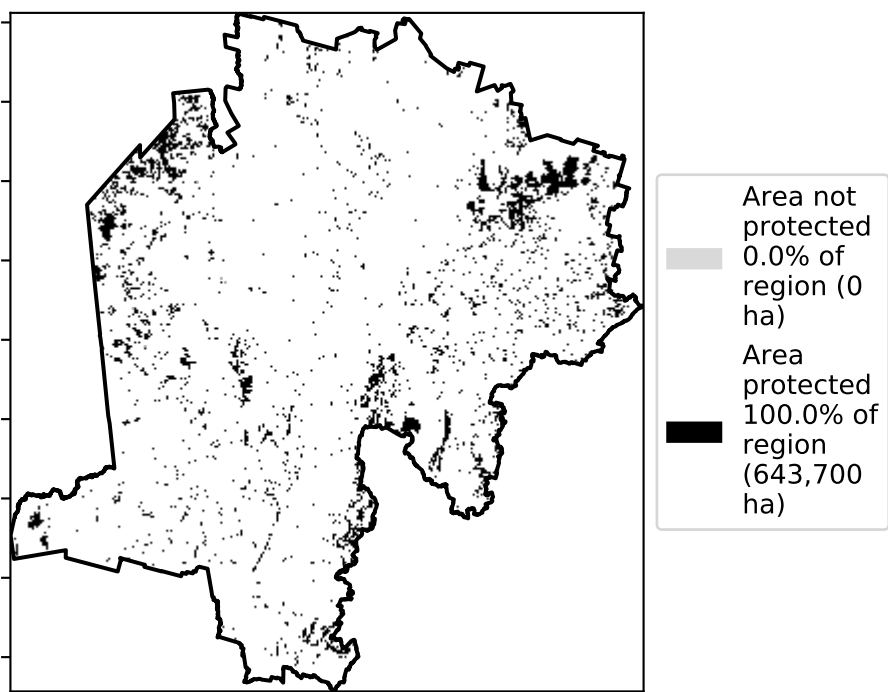 Area not
protected
0.0% of
region (0
ha)
Area
protected
100.0% of
region
(643,700
ha)